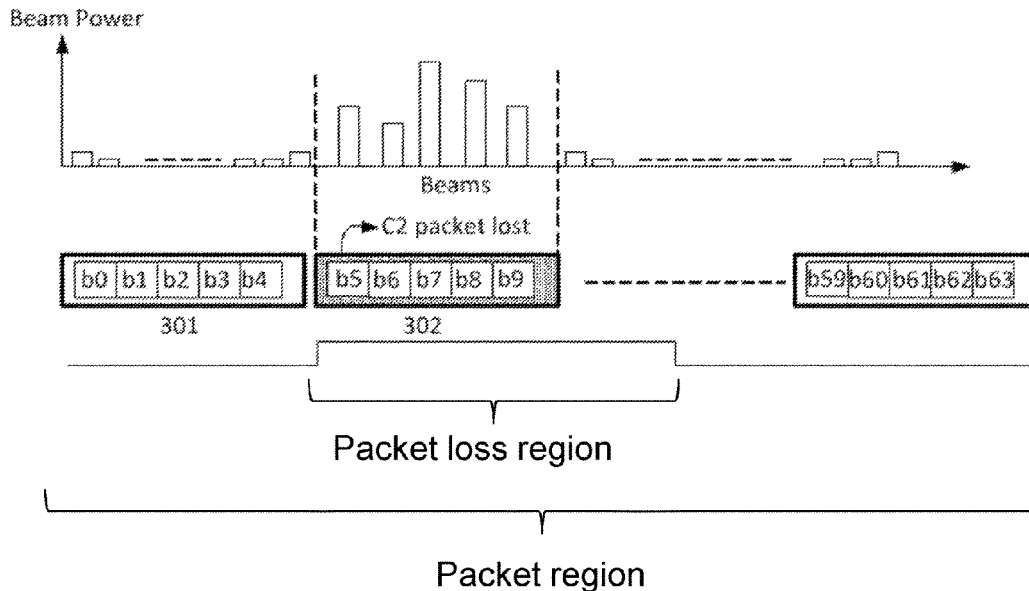 Beam Power
Beams
C2 packet lost
b0 b1 b2 b3 b4
b5 b6 b7 b8 b9
b59 b60 b61 b62 b63
301
302
Packet loss region
Packet region